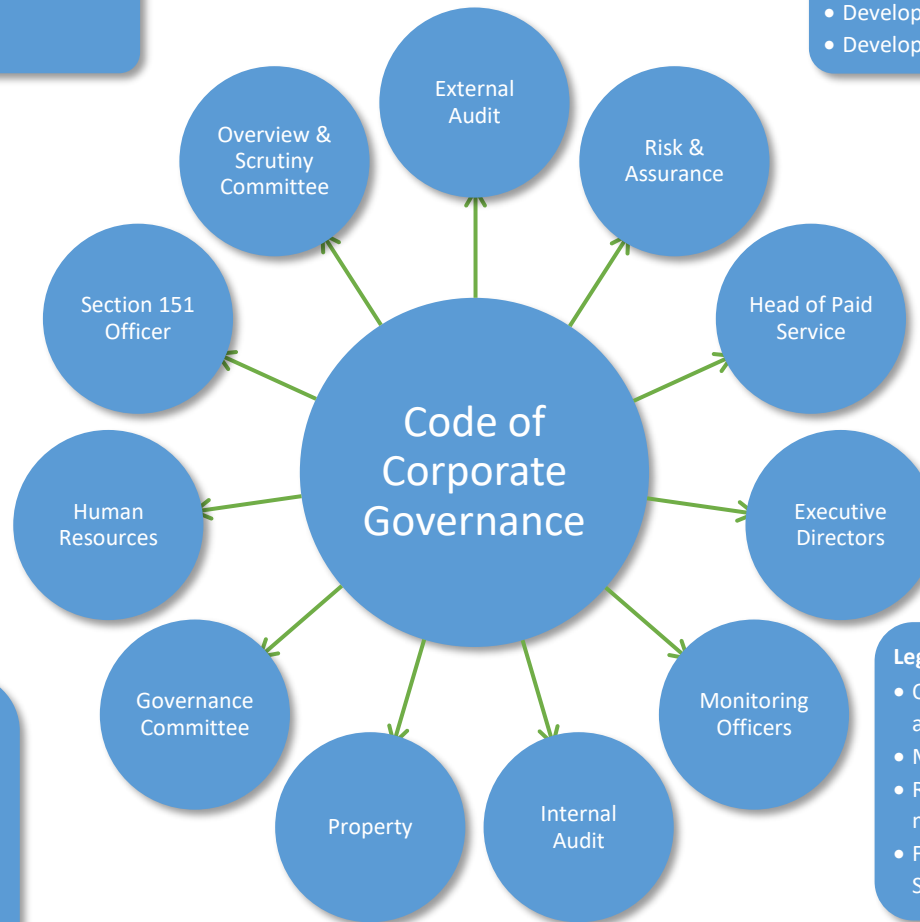 • Develop
• Develop
External
Audit
Overview &
Scrutiny
Committee
Risk &
Assurance
Section 151
Officer
Head of Paid
Service
Code of
Corporate
Governance
Human
Resources
Executive
Directors
Governance
Committee
Monitoring
Officers
Property
Internal
Audit